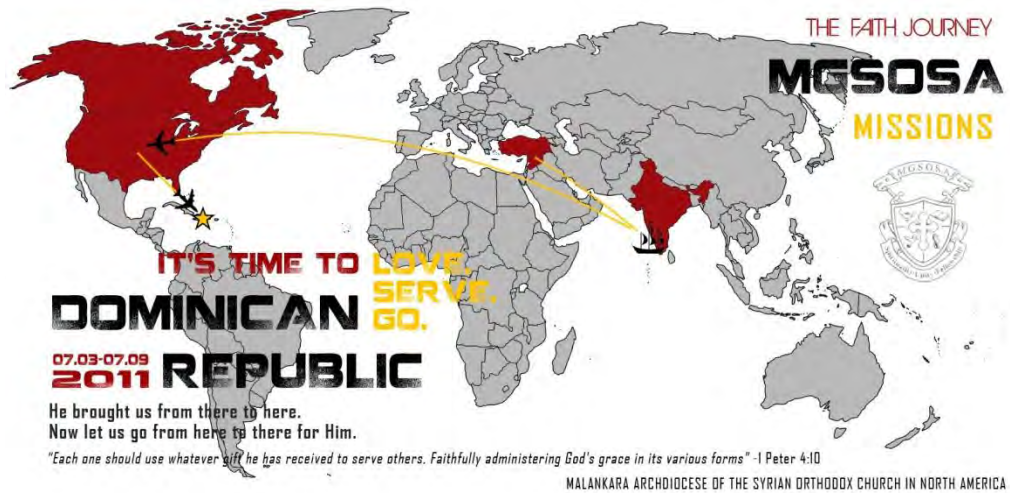 THE FAITH JOURNEY
MGSOSA
MISSIONS
MGSOSA
IT'S TIME TO LOVE.
SERVE.
GO.
DOMINICAN
REPUBLIC
07.03-07.09
2011
He brought us from there to here.
Now let us go from here to there for Him.
"Each one should use whatever gift he has received to serve others. Faithfully administering God's grace in its various forms" -1 Peter 4:10
MALANKARA ARCHDIOCESE OF THE SYRIAN ORTHODOX CHURCH IN NORTH AMERICA